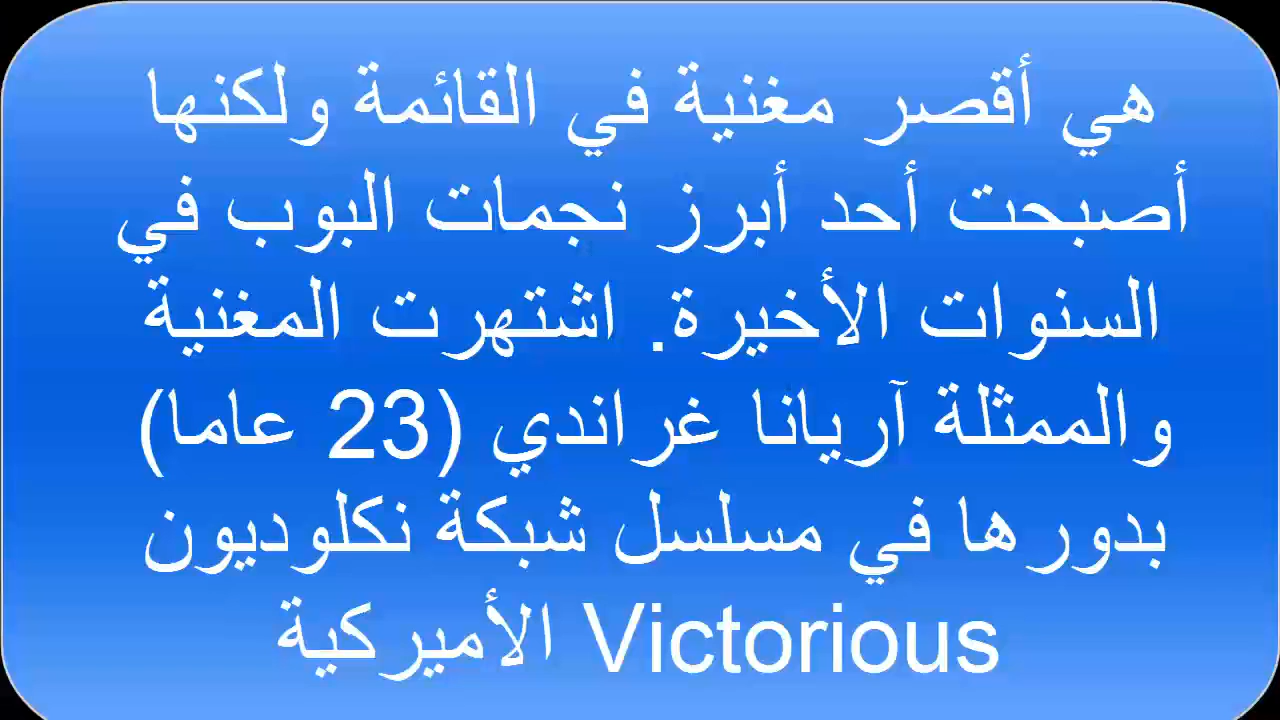 هي أقصر مغنية في القائمة ولكنها
أصبحت أحد أبرز نجمات البوب في
السنوات الأخيرة. اشتهرت المغنية
والممثلة آريانا غراندي (23 عاما)
بدورها في مسلسل شبكة نكلوديون
الأميركية Victorious